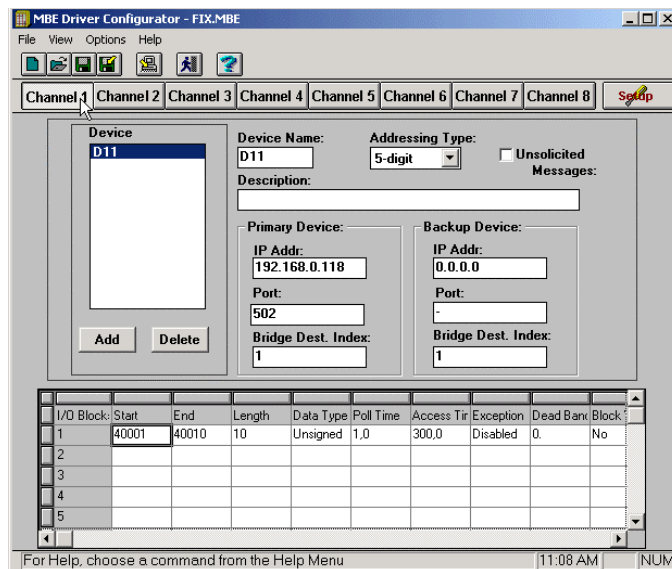 MBE Driver Configurator - FIX.MBE
File View Options Help
Channel 1 Channel 2 Channel 3 Channel 4 Channel 5 Channel 6 Channel 7 Channel 8 Setup
Device
D11
Add Delete
Device Name:
D11
Addressing Type:
5-digit
Unsolicited
Messages:
Description:
Primary Device:
IP Addr:
192.168.0.118
Port:
502
Bridge Dest. Index:
1
Backup Device:
IP Addr:
0.0.0.0
Port:
-
Bridge Dest. Index:
1
I/O Block: Start End Length Data Type Poll Time Access Tir Exception Dead Banc Block
1 40001 40010 10 Unsigned 1,0 300,0 Disabled 0. No
2
3
4
5
For Help, choose a command from the Help Menu 11:08 AM NUM